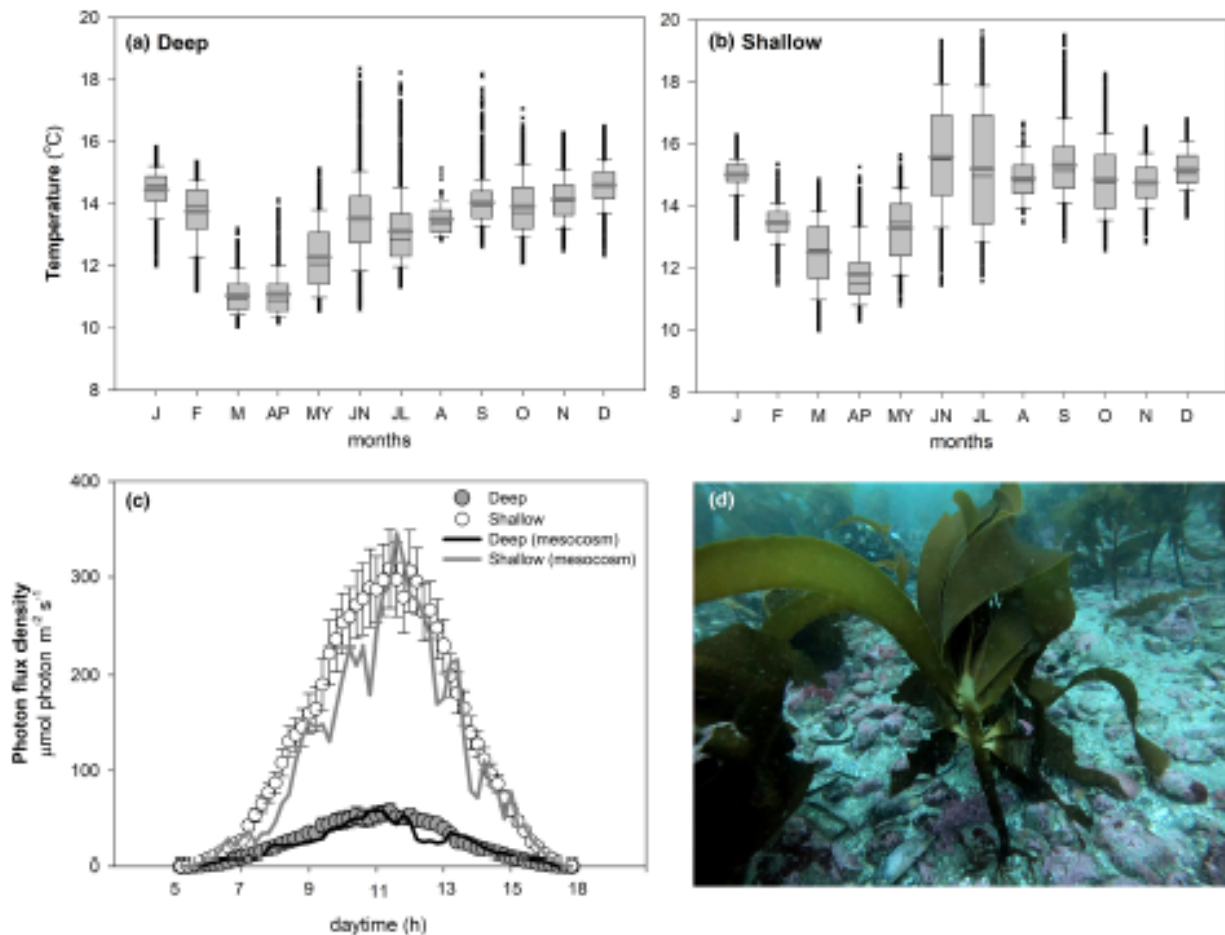 (a) Deep
20
18
16
14
12
10
8
Temperature (°C)
J F M AP MY JN JL A S O N D
months
(b) Shallow
20
18
16
14
12
10
8
J F M AP MY JN JL A S O N D
months
(c)
400
300
200
100
0
Photon flux density
μmol photon m⁻² s⁻¹
Deep
Shallow
Deep (mesocosm)
Shallow (mesocosm)
5 7 9 11 13 15 18
daytime (h)
(d)